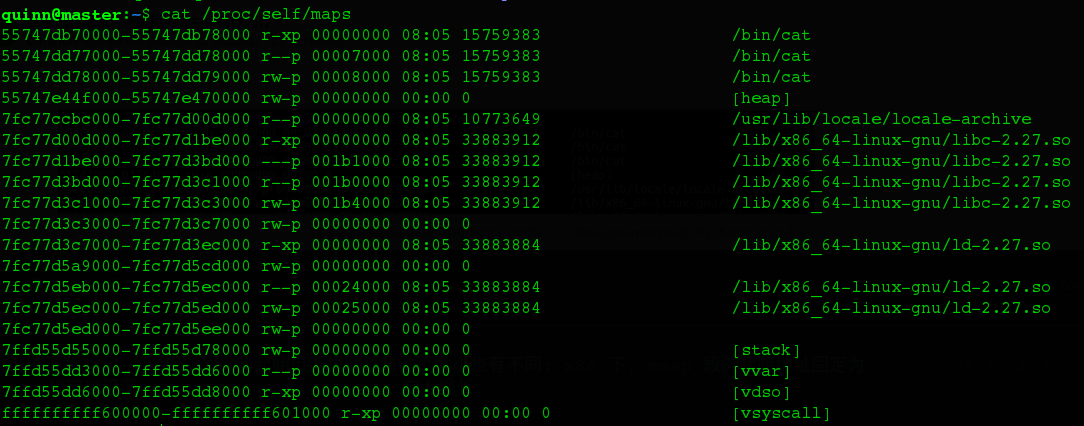 quinn@master:~$ cat /proc/self/maps
55747db70000-55747db78000 r-xp 00000000 08:05 15759383 /bin/cat
55747dd77000-55747dd78000 r--p 00007000 08:05 15759383 /bin/cat
55747dd78000-55747dd79000 rw-p 00008000 08:05 15759383 /bin/cat
55747e44f000-55747e470000 rw-p 00000000 00:00 0 [heap]
7fc77ccbc000-7fc77d00d000 r--p 00000000 08:05 10773649 /usr/lib/locale/locale-archive
7fc77d00d000-7fc77d1be000 r-xp 00000000 08:05 33883912 /lib/x86_64-linux-gnu/libc-2.27.so
7fc77d1be000-7fc77d3bd000 ---p 001b1000 08:05 33883912 /lib/x86_64-linux-gnu/libc-2.27.so
7fc77d3bd000-7fc77d3c1000 r--p 001b0000 08:05 33883912 /lib/x86_64-linux-gnu/libc-2.27.so
7fc77d3c1000-7fc77d3c3000 rw-p 001b4000 08:05 33883912 /lib/x86_64-linux-gnu/libc-2.27.so
7fc77d3c3000-7fc77d3c7000 rw-p 00000000 00:00 0
7fc77d3c7000-7fc77d3ec000 r-xp 00000000 08:05 33883884 /lib/x86_64-linux-gnu/ld-2.27.so
7fc77d5a9000-7fc77d5cd000 rw-p 00000000 00:00 0
7fc77d5eb000-7fc77d5ec000 r--p 00024000 08:05 33883884 /lib/x86_64-linux-gnu/ld-2.27.so
7fc77d5ec000-7fc77d5ed000 rw-p 00025000 08:05 33883884 /lib/x86_64-linux-gnu/ld-2.27.so
7fc77d5ed000-7fc77d5ee000 rw-p 00000000 00:00 0
7ffd55d55000-7ffd55d78000 rw-p 00000000 00:00 0 [stack]
7ffd55dd3000-7ffd55dd6000 r--p 00000000 00:00 0 [vvar]
7ffd55dd6000-7ffd55dd8000 r-xp 00000000 00:00 0 [vdso]
ffffffffff600000-ffffffffff601000 r-xp 00000000 00:00 0 [vsyscall]